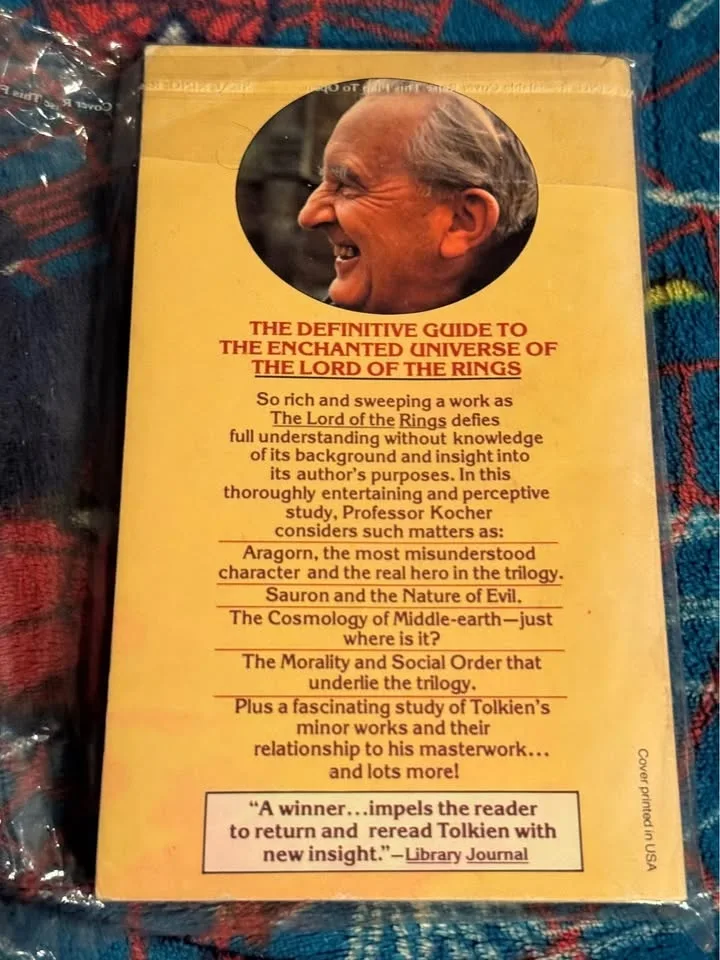 THE DEFINITIVE GUIDE TO
THE ENCHANTED UNIVERSE OF
THE LORD OF THE RINGS
So rich and sweeping a work as
The Lord of the Rings defies
full understanding without knowledge
of its background and insight into
its author's purposes. In this
thoroughly entertaining and perceptive
study, Professor Kocher
considers such matters as:
Aragorn, the most misunderstood
character and the real hero in the trilogy.
Sauron and the Nature of Evil.
The Cosmology of Middle-earth—just
where is it?
The Morality and Social Order that
underlie the trilogy.
Plus a fascinating study of Tolkien's
minor works and their
relationship to his masterwork...
and lots more!
"A winner...impels the reader
to return and reread Tolkien with
new insight."—Library Journal
Cover printed in USA